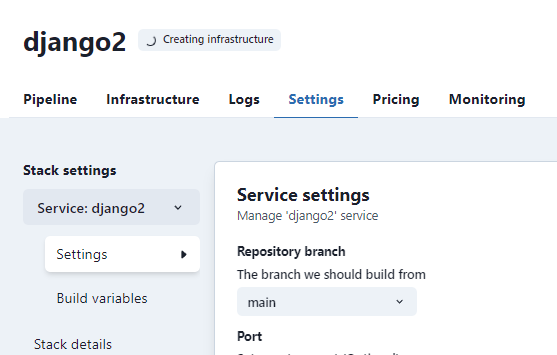 django2
Creating infrastructure
Pipeline Infrastructure Logs Settings Pricing Monitoring
Stack settings
Service: django2
Settings
Build variables
Stack details
Service settings
Manage 'django2' service
Repository branch
The branch we should build from
main
Port